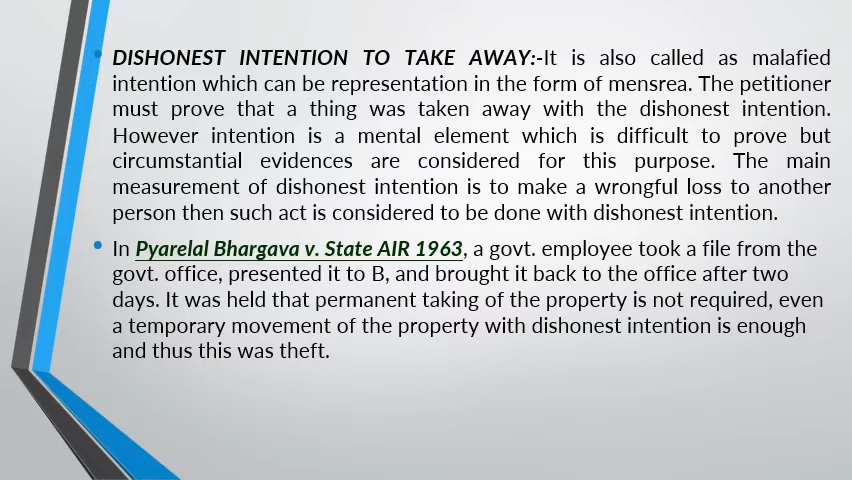 DISHONEST INTENTION TO TAKE AWAY:-It is also called as malafied
intention which can be representation in the form of mensrea. The petitioner
must prove that a thing was taken away with the dishonest intention.
However intention is a mental element which is difficult to prove but
circumstantial evidences are considered for this purpose. The main
measurement of dishonest intention is to make a wrongful loss to another
person then such act is considered to be done with dishonest intention.
In Pyarelal Bhargava v. State AIR 1963, a govt. employee took a file from the
govt. office, presented it to B, and brought it back to the office after two
days. It was held that permanent taking of the property is not required, even
a temporary movement of the property with dishonest intention is enough
and thus this was theft.